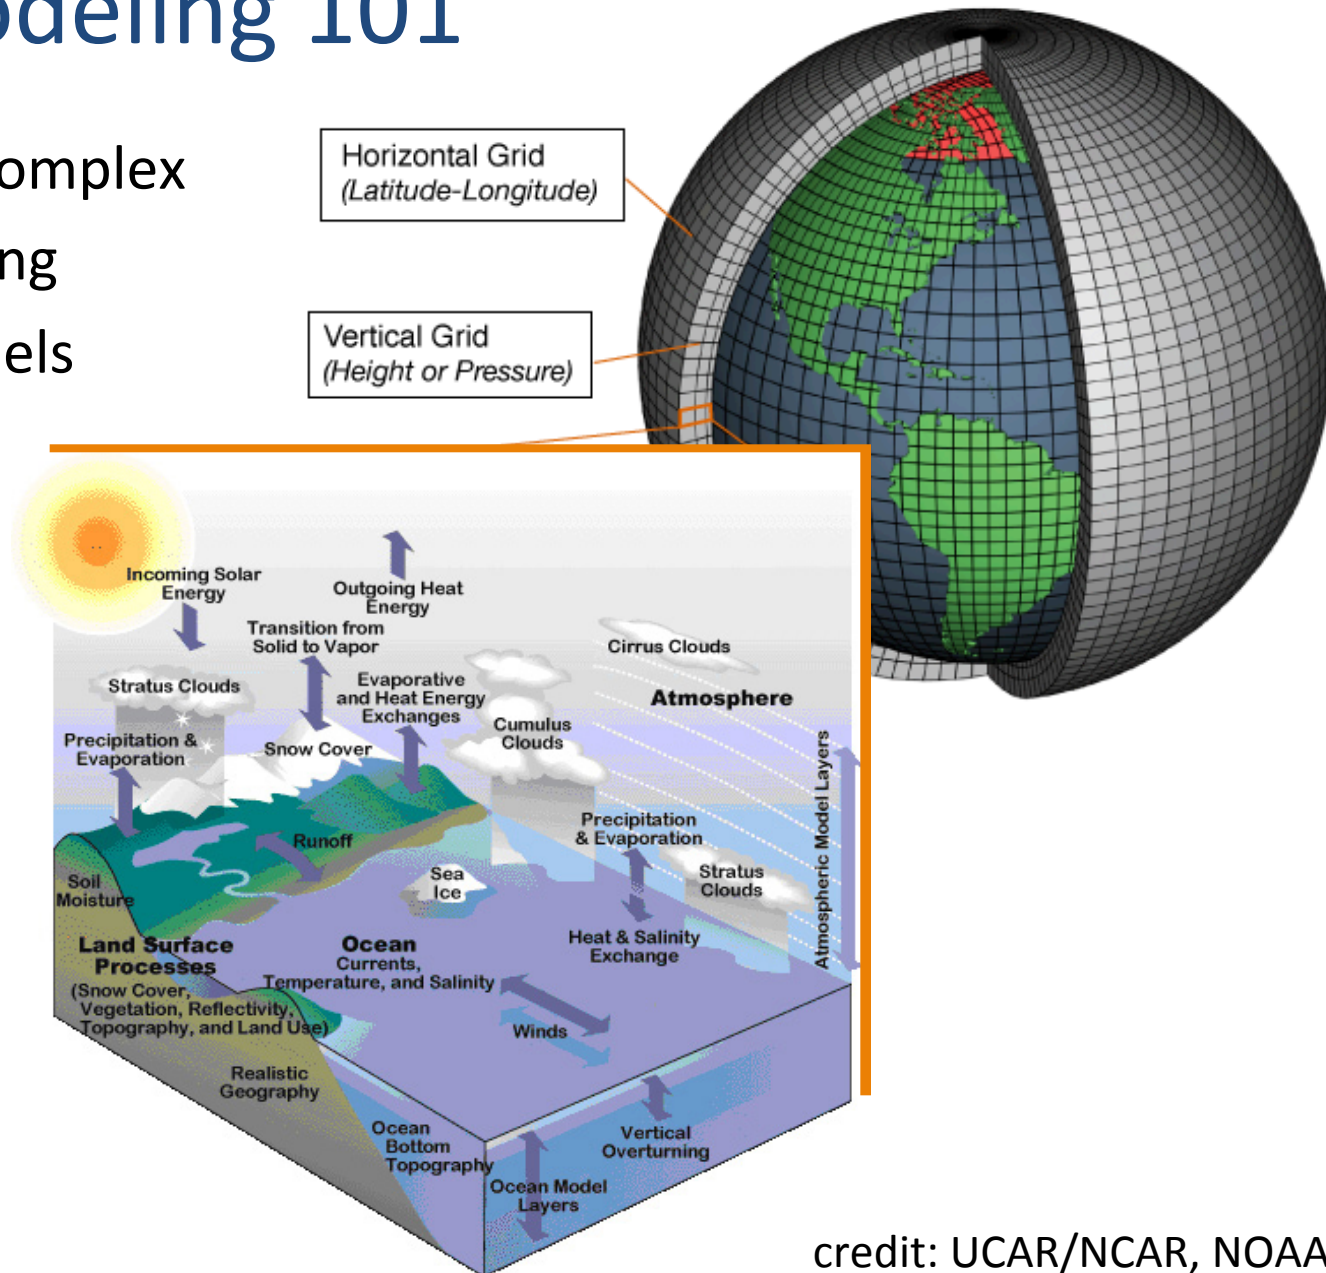 odeling 101
omplex
ng
els
Horizontal Grid
(Latitude-Longitude)
Vertical Grid
(Height or Pressure)
Incoming Solar
Energy
Outgoing Heat
Energy
Transition from
Solid to Vapor
Cirrus Clouds
Stratus Clouds
Evaporative
and Heat Energy
Exchanges
Atmosphere
Cumulus
Clouds
Precipitation &
Evaporation
Snow Cover
Atmospheric Model Layers
Precipitation
& Evaporation
Runoff
Sea
Ice
Stratus
Clouds
Soil
Moisture
Land Surface
Processes
(Snow Cover,
Vegetation, Reflectivity,
Topography, and Land Use)
Ocean
Currents,
Temperature, and Salinity
Heat & Salinity
Exchange
Winds
Realistic
Geography
Ocean
Bottom
Topography
Vertical
Overturning
Ocean Model
Layers
credit: UCAR/NCAR, NOAA